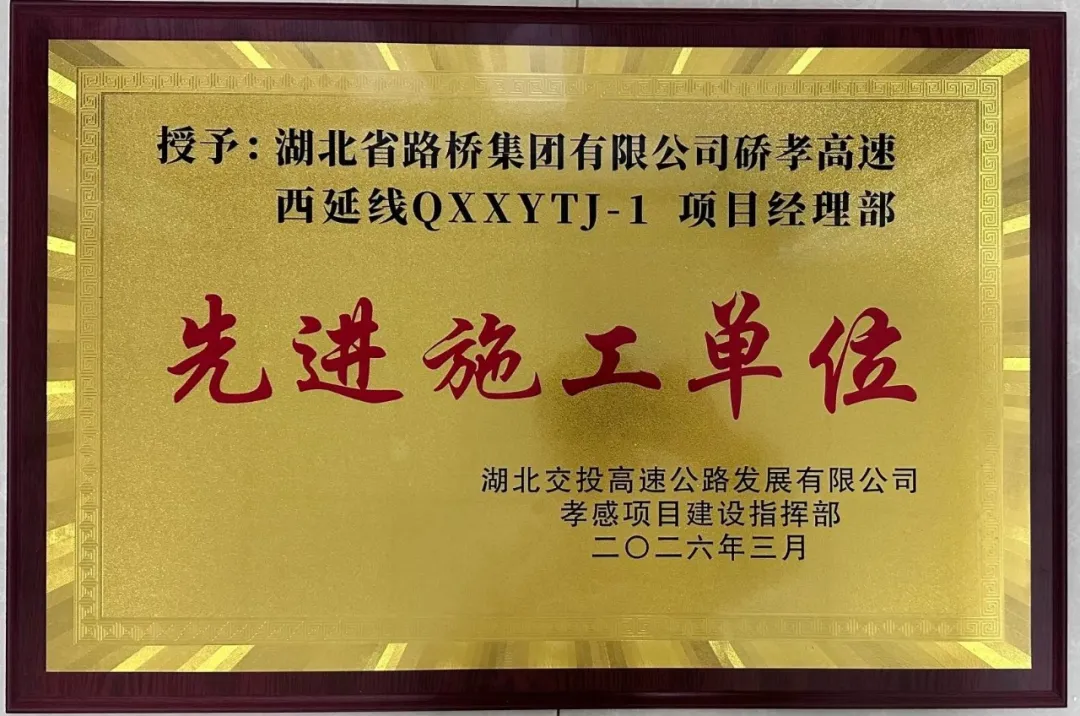 授予：湖北省路桥集团有限公司硚孝高速
西延线QXXYTJ-1 项目经理部
先进施工单位
湖北交投高速公路发展有限公司
孝感项目建设指挥部
二〇二六年三月